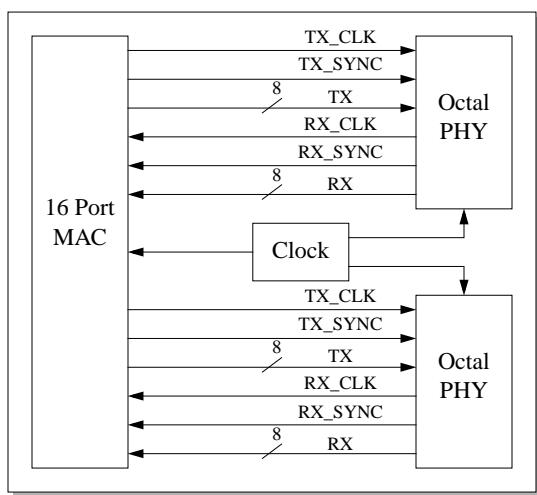 TX_CLK
TX_SYNC
8
TX
RX_CLK
RX_SYNC
8
RX
Octal
PHY
16 Port
MAC
Clock
TX_CLK
TX_SYNC
8
TX
RX_CLK
RX_SYNC
8
RX
Octal
PHY